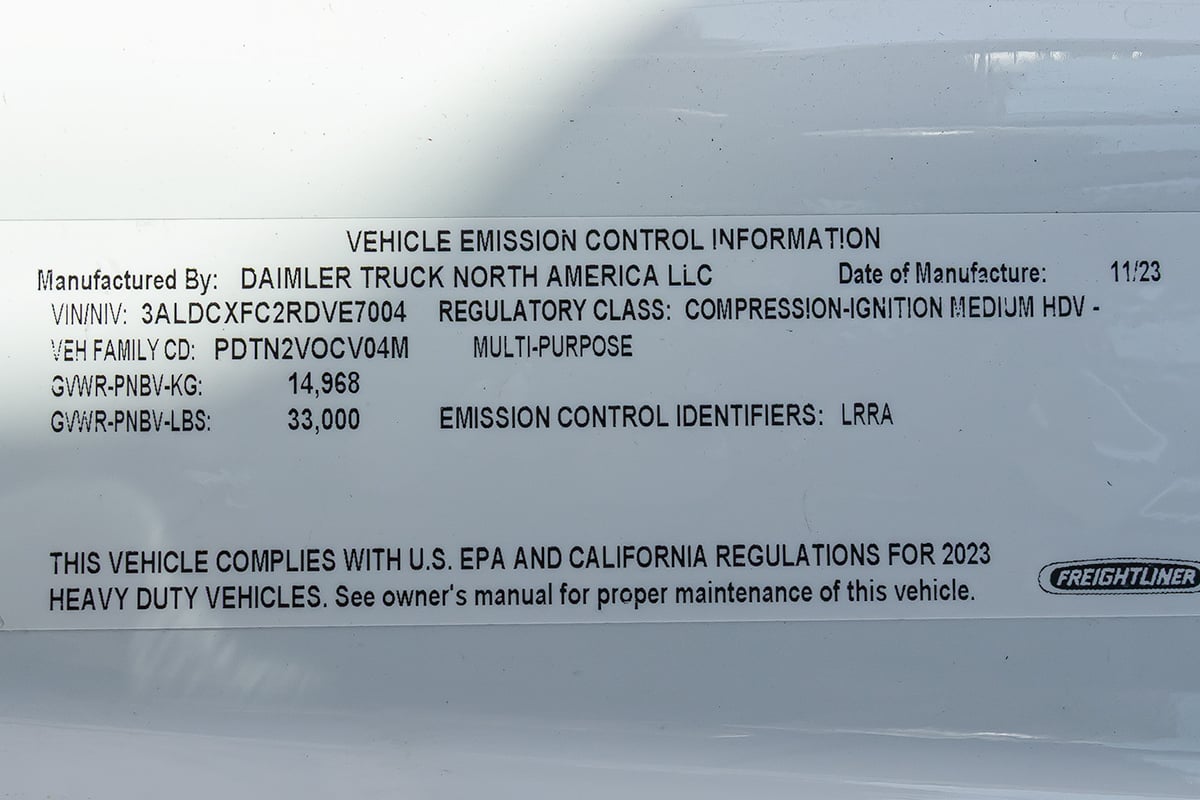 VEHICLE EMISSION CONTROL INFORMATION
Manufactured By: DAIMLER TRUCK NORTH AMERICA LLC Date of Manufacture: 11/23
VIN/NIV: 3ALDCXFC2RDVE7004 REGULATORY CLASS: COMPRESSION-IGNITION MEDIUM HDV -
VEH FAMILY CD: PDTN2VOCV04M MULTI-PURPOSE
GVWR-PNBV-KG: 14,968
GVWR-PNBV-LBS: 33,000 EMISSION CONTROL IDENTIFIERS: LRRA
THIS VEHICLE COMPLIES WITH U.S. EPA AND CALIFORNIA REGULATIONS FOR 2023
HEAVY DUTY VEHICLES. See owner's manual for proper maintenance of this vehicle.
FREIGHTLINER